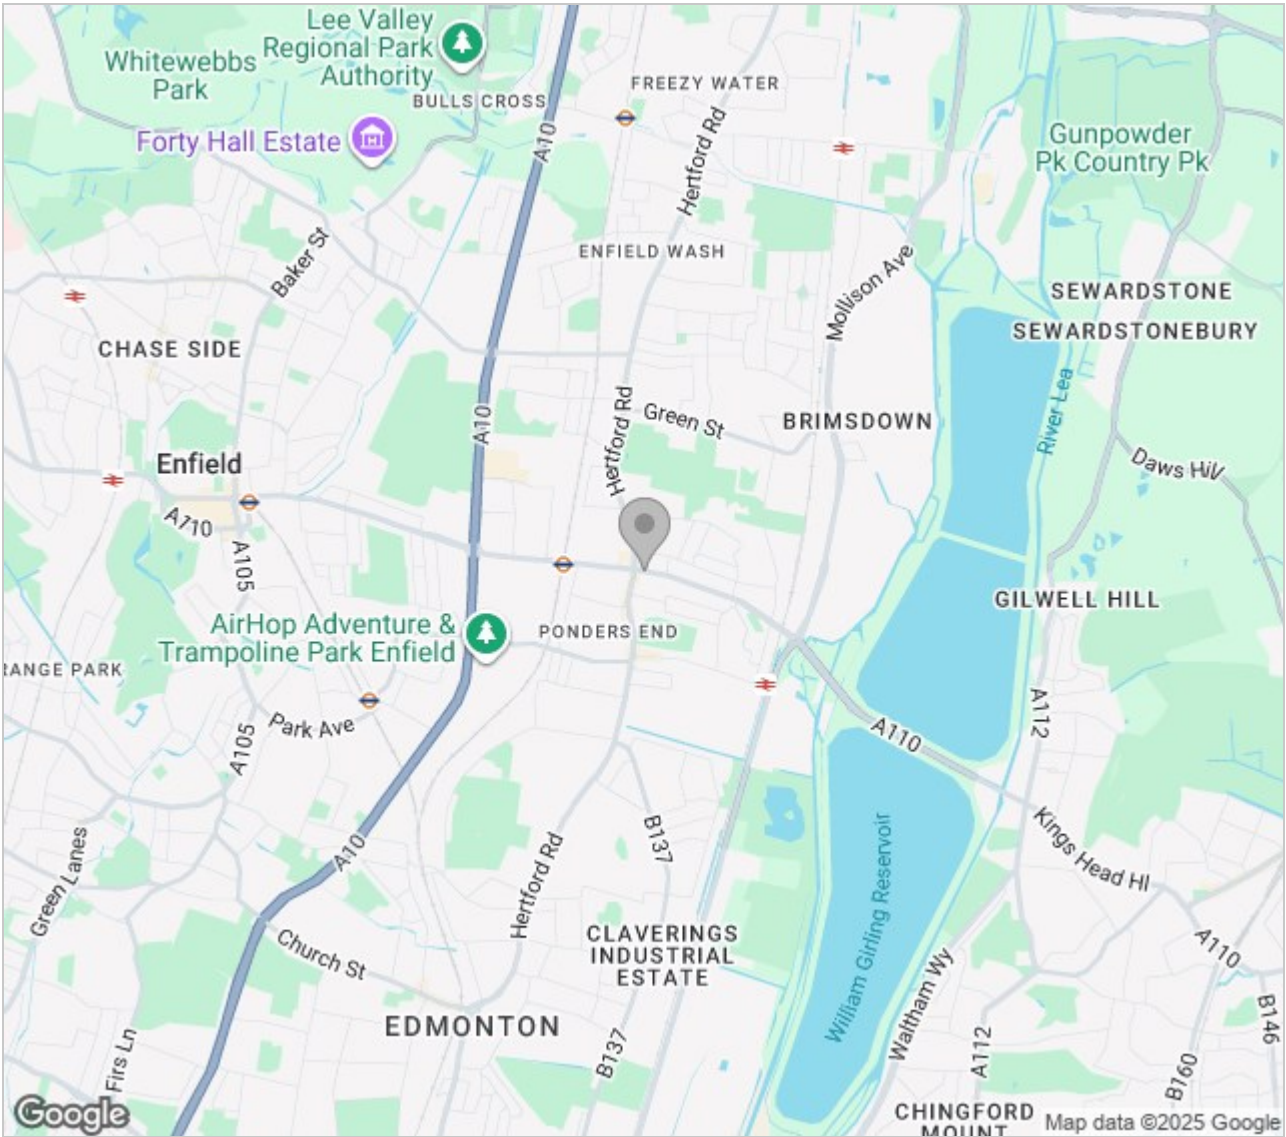 Lee Valley
Regional Park
Authority
Whitewebbs
Park
BULLS CROSS
FREEZY WATER
Forty Hall Estate
A10
Hertford Rd
Gunpowder
Pk Country Pk
Baker St
ENFIELD WASH
Mollison Ave
SEWARDSTONE
SEWARDSTONEBURY
CHASE SIDE
River Lea
A10
Hertford Rd
Green St
BRIMSDOWN
Enfield
Daws Hil
A110
A105
GILWELL HILL
AirHop Adventure &
Trampoline Park Enfield
PONDERS END
RANGE PARK
Park Ave
A105
A110
A112
A10
B137
Kings Head Hl
Green Lanes
Hertford Rd
William Girling Reservoir
Church St
CLAVERINGS
INDUSTRIAL
ESTATE
A110
Waltham Wy
B146
EDMONTON
Firs Ln
B137
A112
B160
CHINGFORD
MOUNT
Google
Map data ©2025 Google